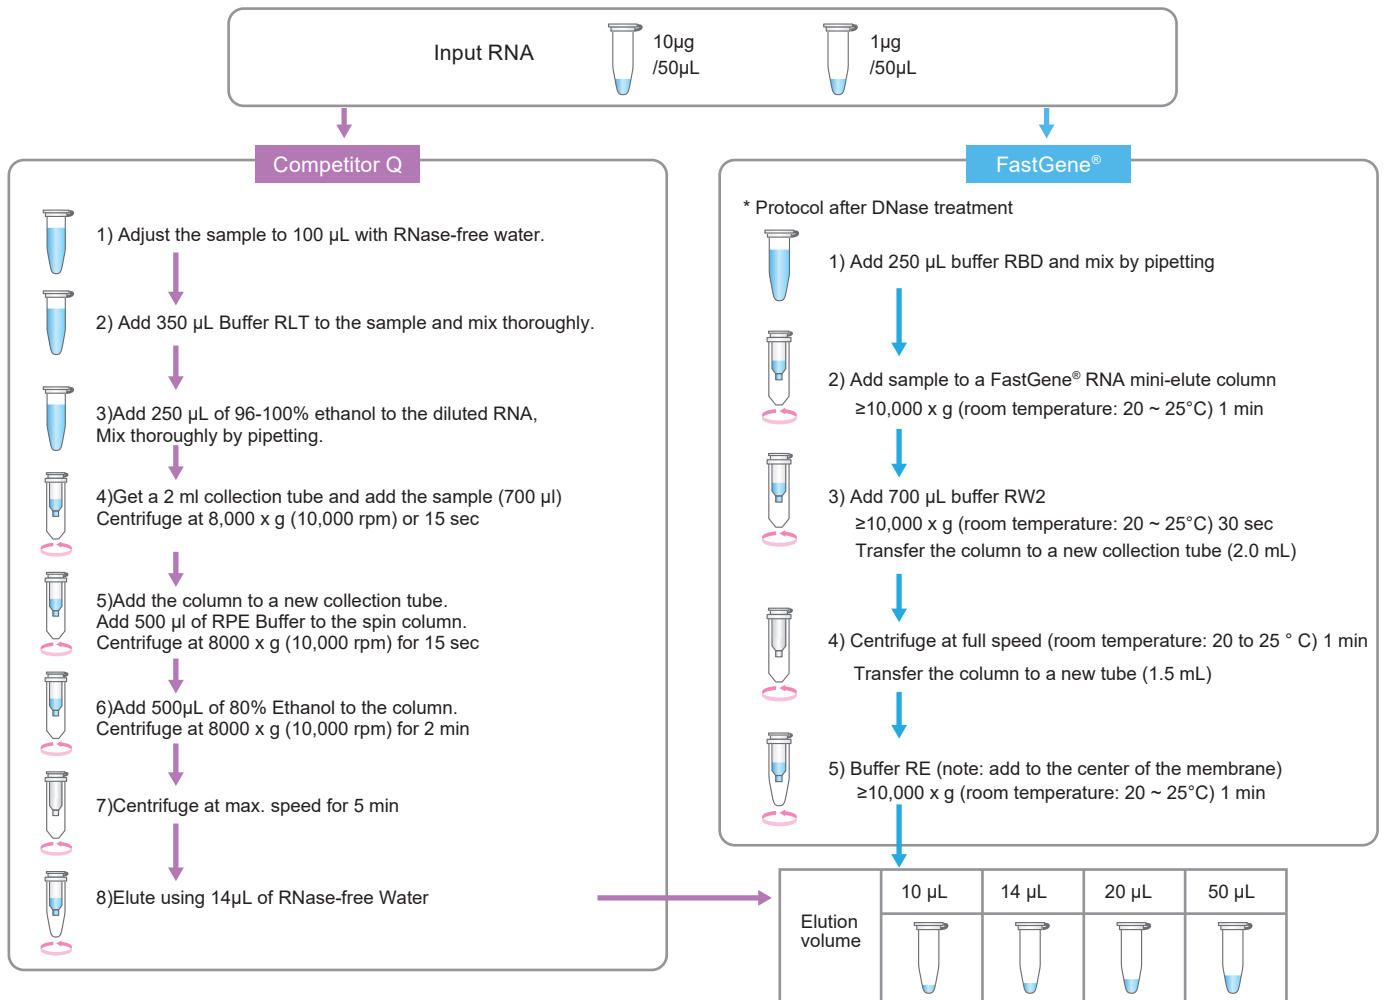 Input RNA
10µg
/50µL
1µg
/50µL
Competitor Q
1) Adjust the sample to 100 µL with RNase-free water.
2) Add 350 µL Buffer RLT to the sample and mix thoroughly.
3)Add 250 µL of 96-100% ethanol to the diluted RNA,
Mix thoroughly by pipetting.
4)Get a 2 ml collection tube and add the sample (700 µl)
Centrifuge at 8,000 x g (10,000 rpm) or 15 sec
5)Add the column to a new collection tube.
Add 500 µl of RPE Buffer to the spin column.
Centrifuge at 8000 x g (10,000 rpm) for 15 sec
6)Add 500µL of 80% Ethanol to the column.
Centrifuge at 8000 x g (10,000 rpm) for 2 min
7)Centrifuge at max. speed for 5 min
8)Elute using 14µL of RNase-free Water
FastGene®
* Protocol after DNase treatment
1) Add 250 µL buffer RBD and mix by pipetting
2) Add sample to a FastGene® RNA mini-elute column
≥10,000 x g (room temperature: 20 ~ 25°C) 1 min
3) Add 700 µL buffer RW2
≥10,000 x g (room temperature: 20 ~ 25°C) 30 sec
Transfer the column to a new collection tube (2.0 mL)
4) Centrifuge at full speed (room temperature: 20 to 25 ° C) 1 min
Transfer the column to a new tube (1.5 mL)
5) Buffer RE (note: add to the center of the membrane)
≥10,000 x g (room temperature: 20 ~ 25°C) 1 min
Elution
volume
10 µL
14 µL
20 µL
50 µL